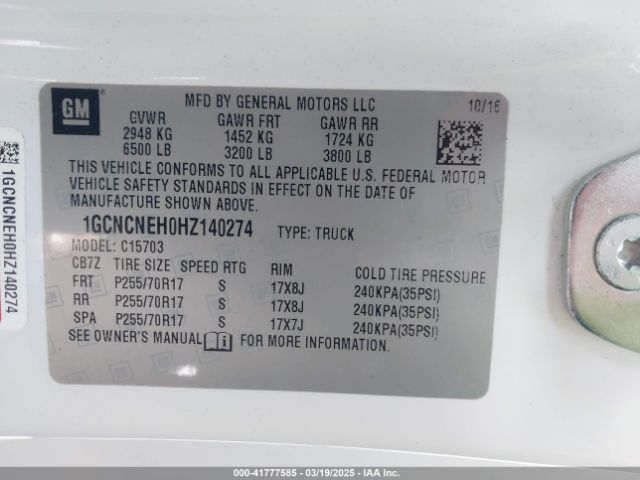 GM
MFD BY GENERAL MOTORS LLC
10/16
GVWR GAWR FRT GAWR RR
2948 KG 1452 KG 1724 KG
6500 LB 3200 LB 3800 LB
THIS VEHICLE CONFORMS TO ALL APPLICABLE U.S. FEDERAL MOTOR
VEHICLE SAFETY STANDARDS IN EFFECT ON THE DATE OF
MANUFACTURE SHOWN ABOVE.
1GCNCNEH0HZ140274 TYPE: TRUCK
MODEL: C15703
CB7Z TIRE SIZE SPEED RTG RIM COLD TIRE PRESSURE
FRT P255/70R17 S 17X8J 240KPA(35PSI)
RR P255/70R17 S 17X8J 240KPA(35PSI)
SPA P255/70R17 S 17X7J 240KPA(35PSI)
SEE OWNER'S MANUAL FOR MORE INFORMATION.
1GCNCNEH0HZ140274
000-41777585 - 03/19/2025 - IAA Inc.